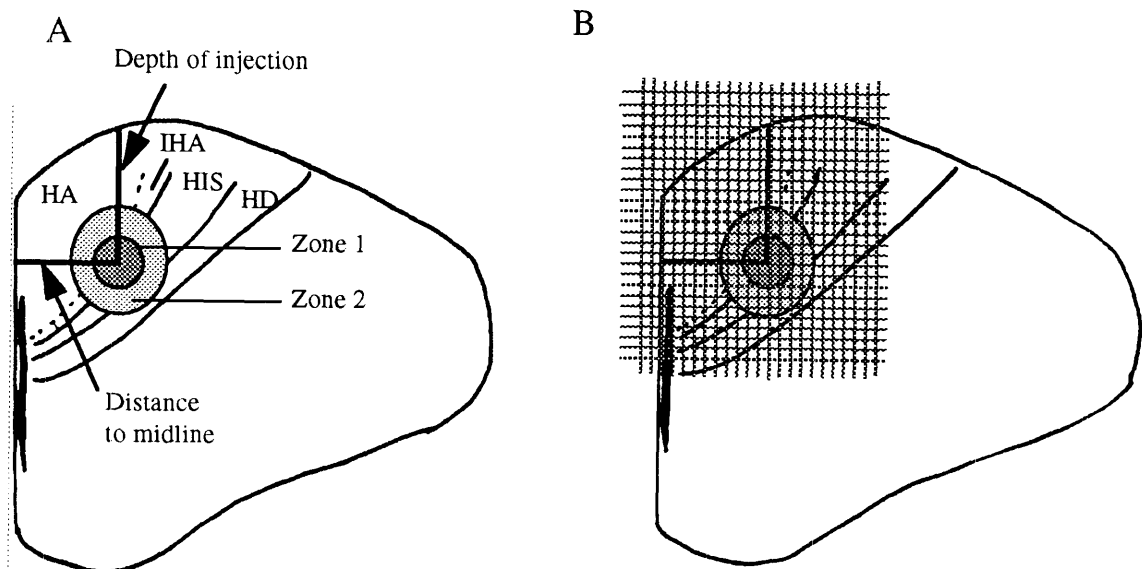 A
B
Depth of injection
IHA
HA
HIS
HD
Zone 1
Zone 2
Distance
to midline